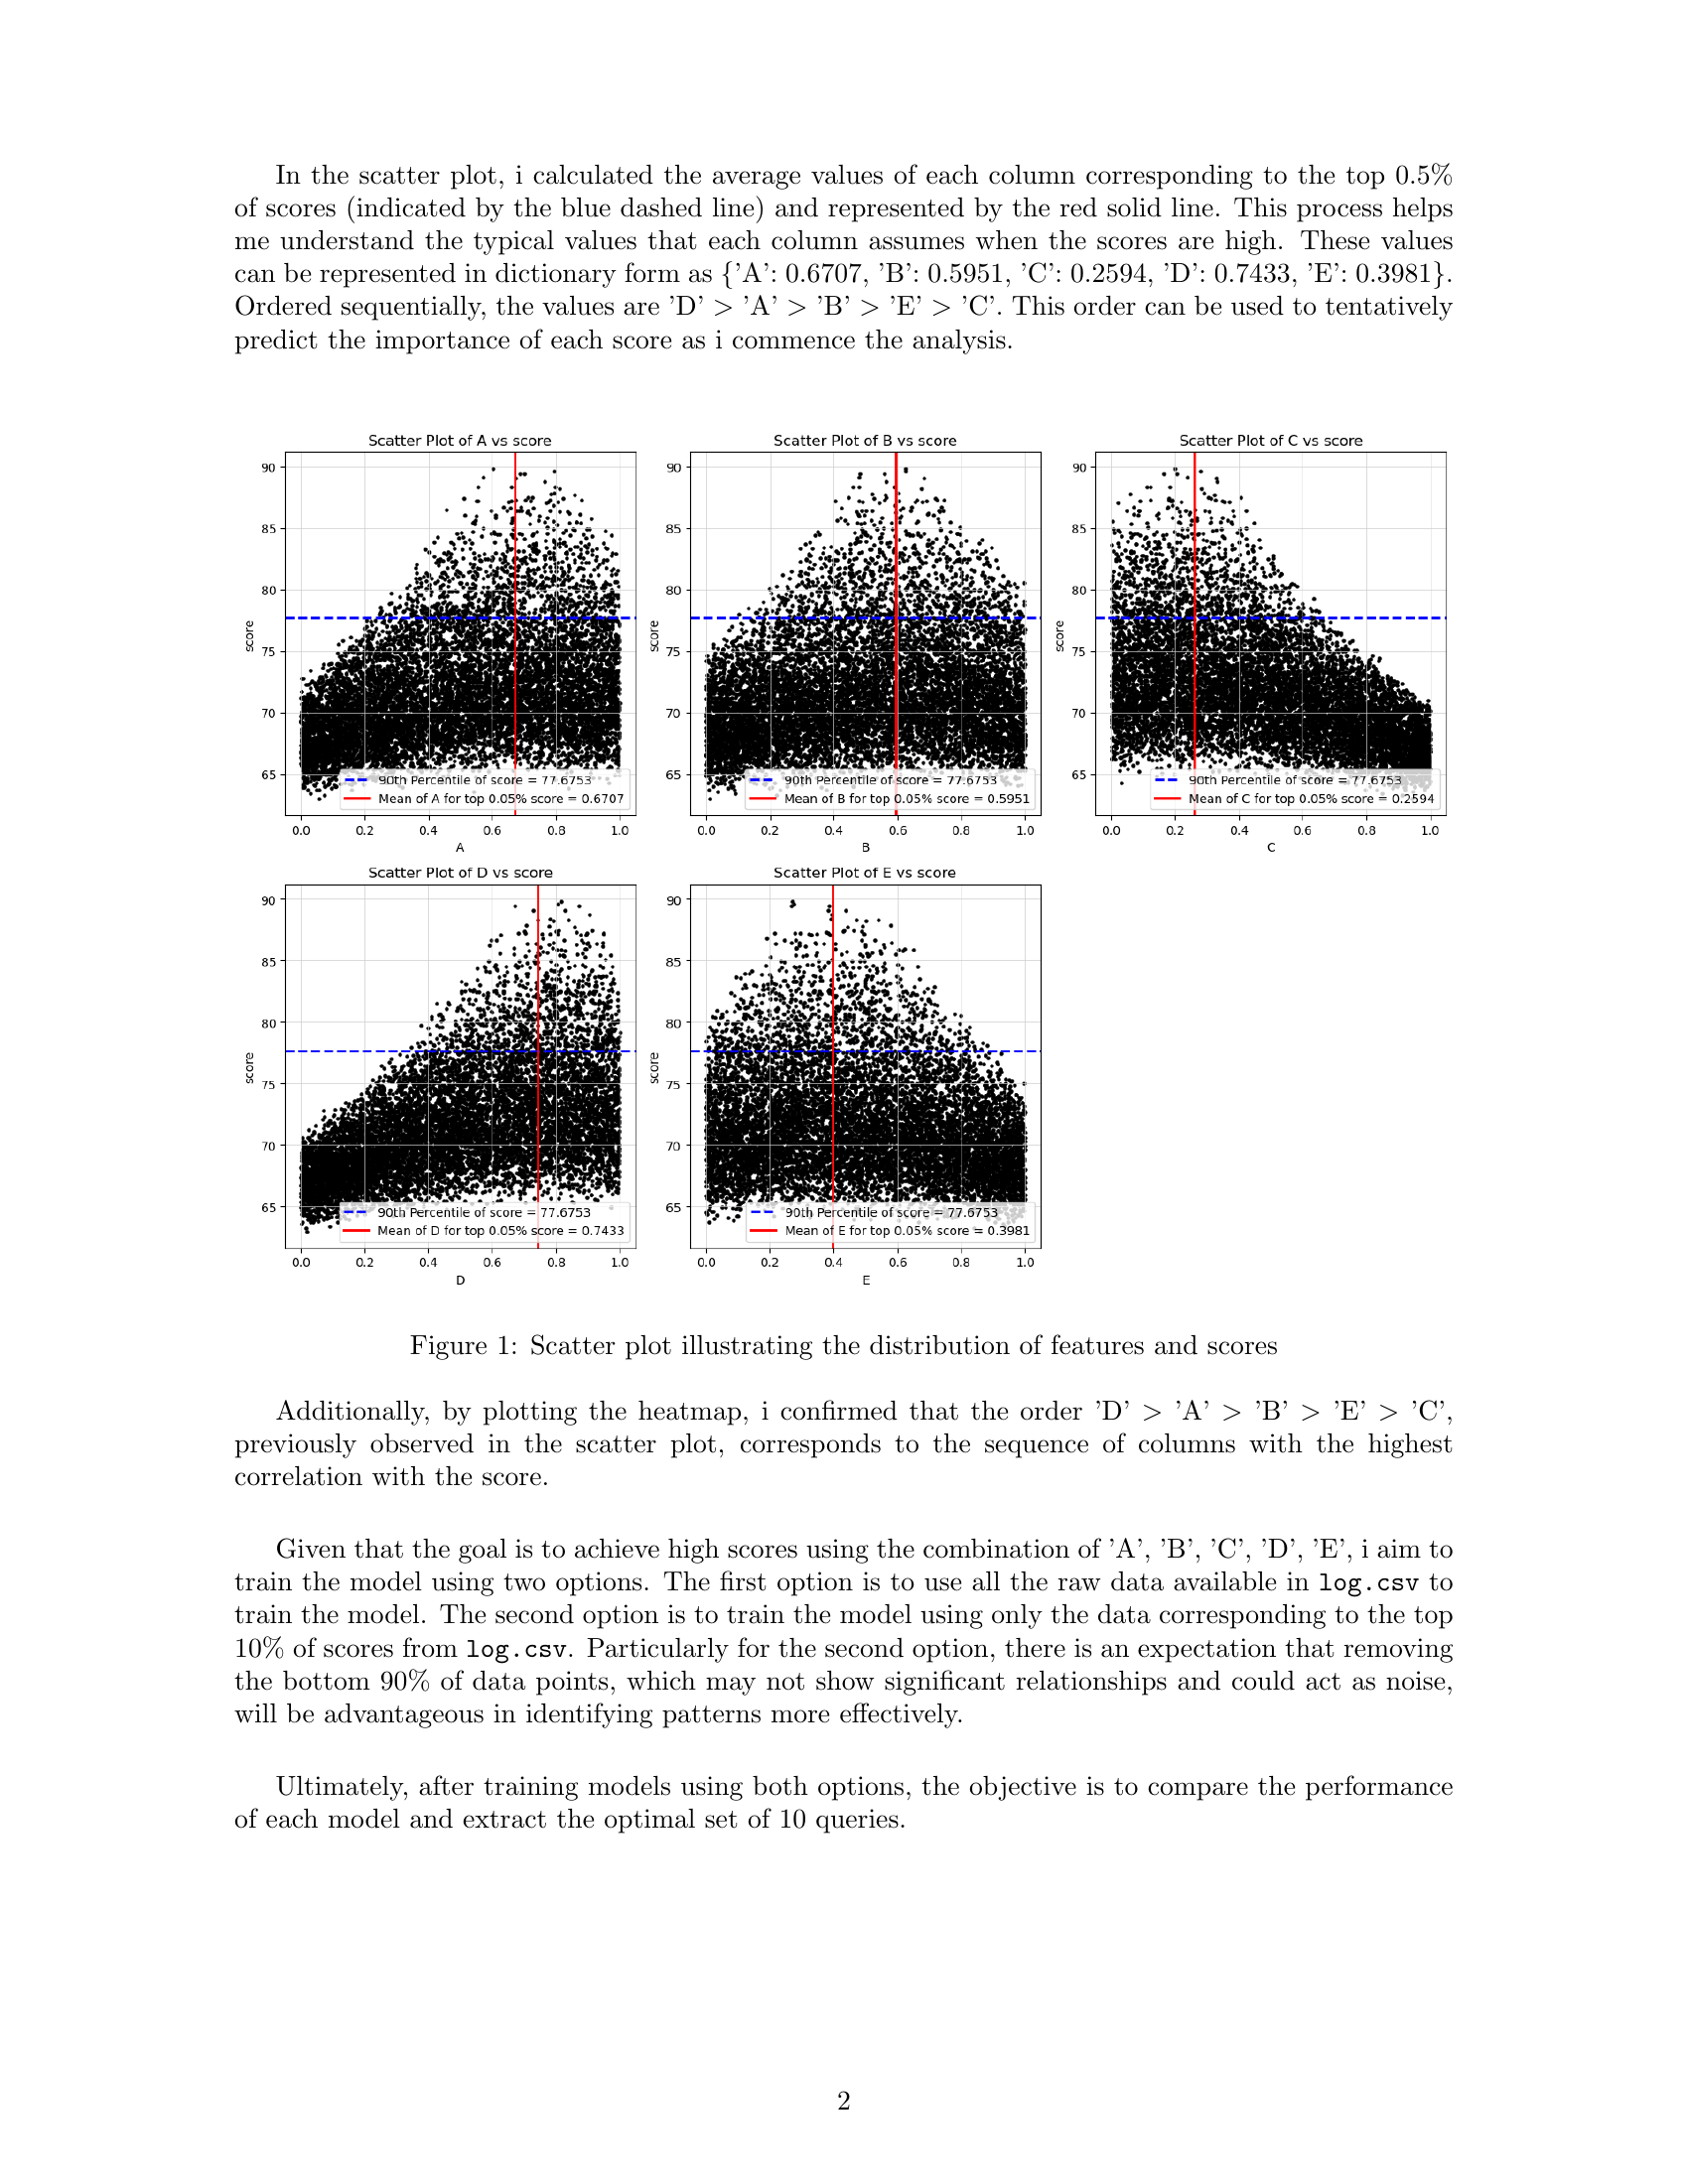 In the scatter plot, i calculated the average values of each column corresponding to the top 0.5%
of scores (indicated by the blue dashed line) and represented by the red solid line. This process helps
me understand the typical values that each column assumes when the scores are high. These values
can be represented in dictionary form as {'A': 0.6707, 'B': 0.5951, 'C': 0.2594, 'D': 0.7433, 'E': 0.3981}.
Ordered sequentially, the values are 'D' > 'A' > 'B' > 'E' > 'C'. This order can be used to tentatively
predict the importance of each score as i commence the analysis.
Scatter Plot of A vs score
90
85
80
75
70
65
score
90th Percentile of score = 77.6753
Mean of A for top 0.05% score = 0.6707
0.0 0.2 0.4 0.6 0.8 1.0
A
Scatter Plot of B vs score
90
85
80
75
70
65
score
90th Percentile of score = 77.6753
Mean of B for top 0.05% score = 0.5951
0.0 0.2 0.4 0.6 0.8 1.0
B
Scatter Plot of C vs score
90
85
80
75
70
65
score
90th Percentile of score = 77.6753
Mean of C for top 0.05% score = 0.2594
0.0 0.2 0.4 0.6 0.8 1.0
C
Scatter Plot of D vs score
90
85
80
75
70
65
score
90th Percentile of score = 77.6753
Mean of D for top 0.05% score = 0.7433
0.0 0.2 0.4 0.6 0.8 1.0
D
Scatter Plot of E vs score
90
85
80
75
70
65
score
90th Percentile of score = 77.6753
Mean of E for top 0.05% score = 0.3981
0.0 0.2 0.4 0.6 0.8 1.0
E
Figure 1: Scatter plot illustrating the distribution of features and scores
Additionally, by plotting the heatmap, i confirmed that the order 'D' > 'A' > 'B' > 'E' > 'C',
previously observed in the scatter plot, corresponds to the sequence of columns with the highest
correlation with the score.
Given that the goal is to achieve high scores using the combination of 'A', 'B', 'C', 'D', 'E', i aim to
train the model using two options. The first option is to use all the raw data available in log.csv to
train the model. The second option is to train the model using only the data corresponding to the top
10% of scores from log.csv. Particularly for the second option, there is an expectation that removing
the bottom 90% of data points, which may not show significant relationships and could act as noise,
will be advantageous in identifying patterns more effectively.
Ultimately, after training models using both options, the objective is to compare the performance
of each model and extract the optimal set of 10 queries.
2